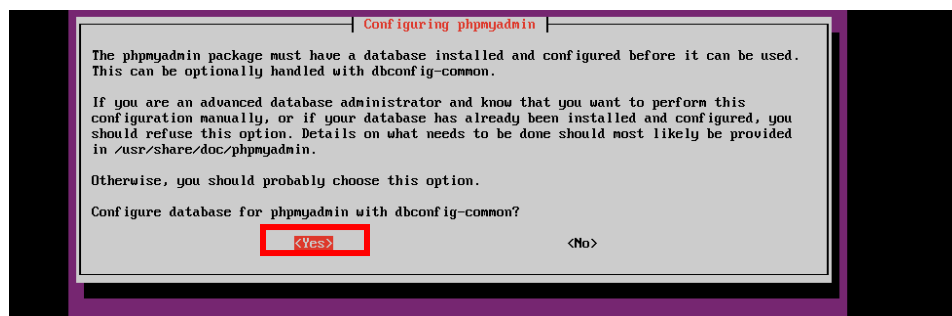 Configuring phpmyadmin
The phpmyadmin package must have a database installed and configured before it can be used.
This can be optionally handled with dbconfig-common.
If you are an advanced database administrator and know that you want to perform this
configuration manually, or if your database has already been installed and configured, you
should refuse this option. Details on what needs to be done should most likely be provided
in /usr/share/doc/phpmyadmin.
Otherwise, you should probably choose this option.
Configure database for phpmyadmin with dbconfig-common?
<Yes> <No>